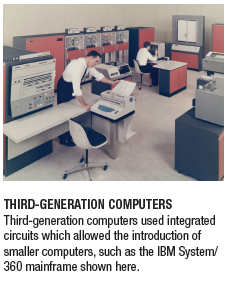 THIRD-GENERATION COMPUTERS
Third-generation computers used integrated
circuits which allowed the introduction of
smaller computers, such as the IBM System/
360 mainframe shown here.